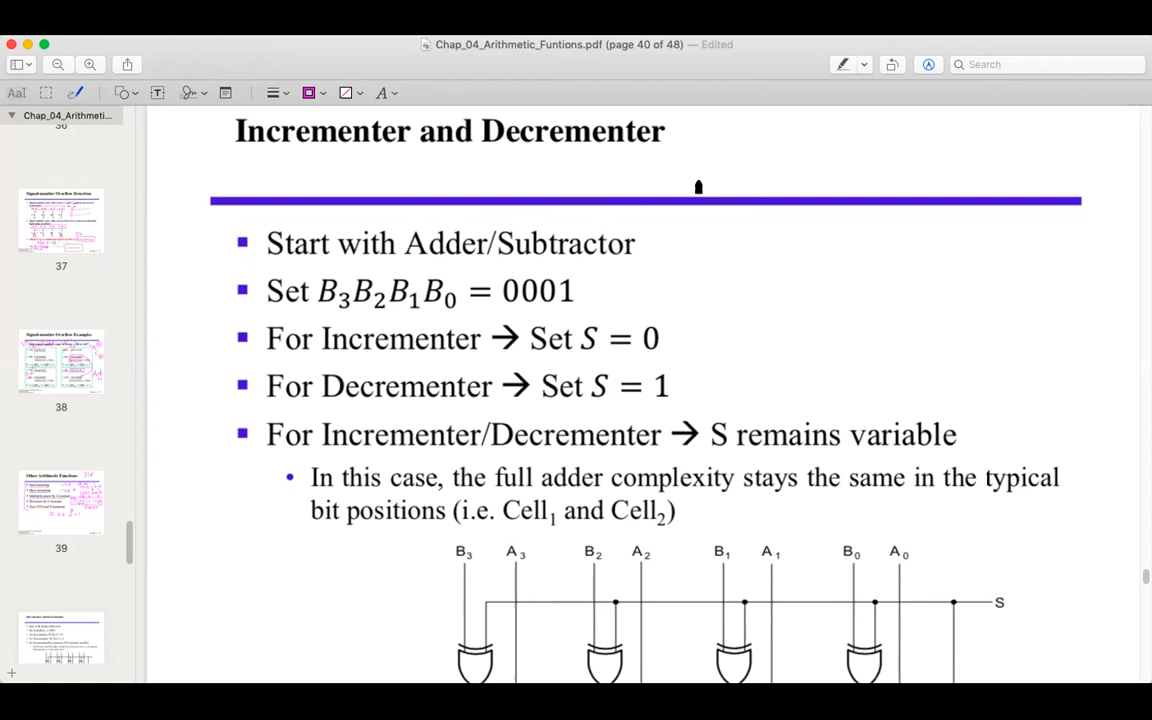 Chap_04_Arithmetic_Funtions.pdf (page 40 of 48) — Edited
Search
AaI
A
Chap_04_Arithmeti...
36
37
38
39
Incrementer and Decrementer
Start with Adder/Subtractor
Set B₃B₂B₁B₀ = 0001
For Incrementer → Set S = 0
For Decrementer → Set S = 1
For Incrementer/Decrementer → S remains variable
In this case, the full adder complexity stays the same in the typical
bit positions (i.e. Cell₁ and Cell₂)
B₃ A₃ B₂ A₂ B₁ A₁ B₀ A₀
S